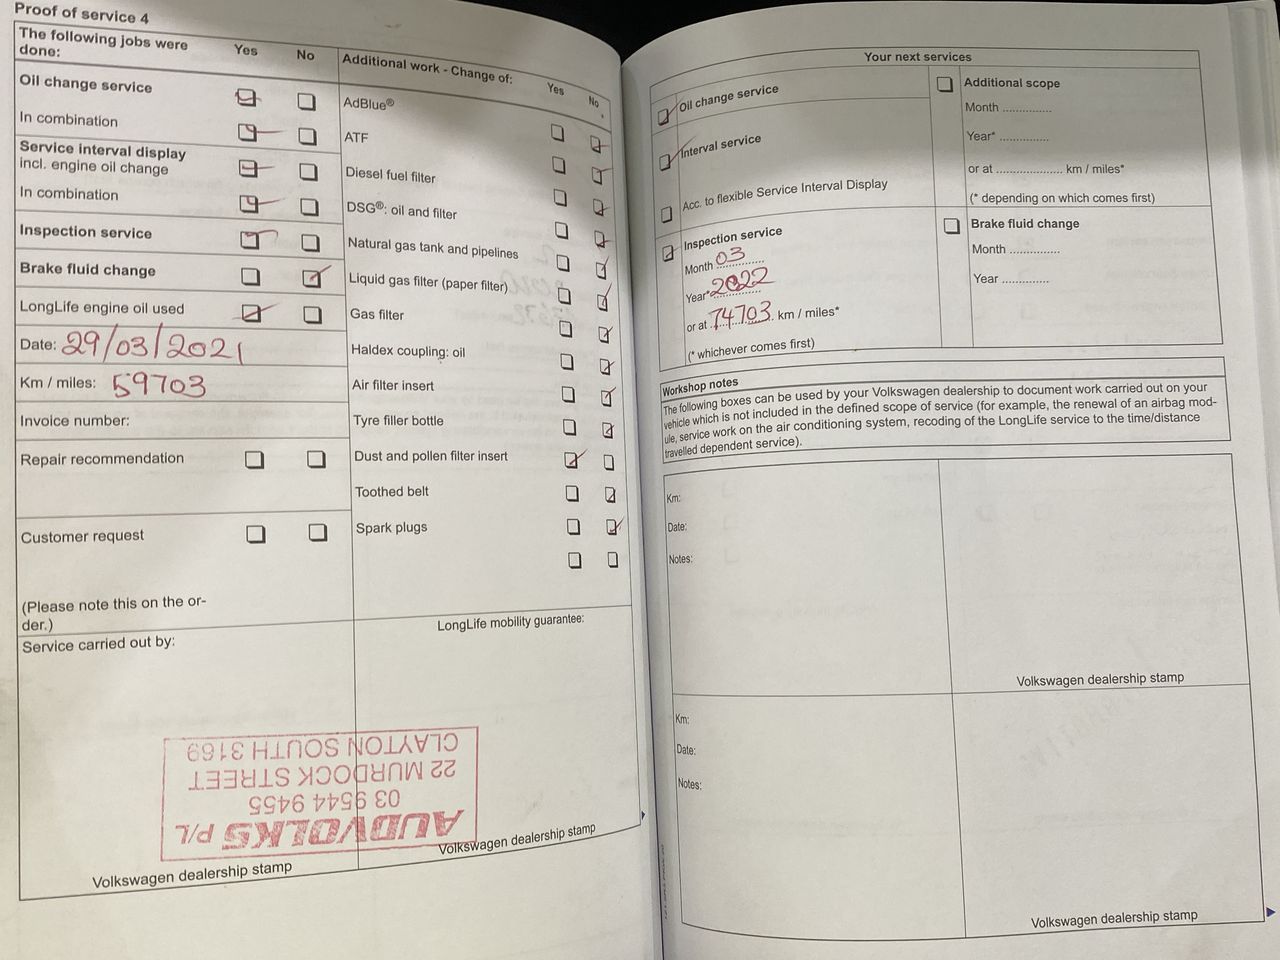 Proof of service 4
The following jobs were done: Yes No
Oil change service
In combination
Service interval display
incl. engine oil change
In combination
Inspection service
Brake fluid change
LongLife engine oil used
Date: 29/03/2021
Km / miles: 59703
Invoice number:
Repair recommendation
Customer request
(Please note this on the or-
der.)
Additional work - Change of: Yes No
AdBlue®
ATF
Diesel fuel filter
DSG®: oil and filter
Natural gas tank and pipelines
Liquid gas filter (paper filter)
Gas filter
Haldex coupling: oil
Air filter insert
Tyre filler bottle
Dust and pollen filter insert
Toothed belt
Spark plugs
Service carried out by:
LongLife mobility guarantee:
AUDVOLKS P/L
03 9544 9455
22 MURDOCK STREET
CLAYTON SOUTH 3169
Volkswagen dealership stamp
Volkswagen dealership stamp
Your next services
Oil change service
Interval service
Acc. to flexible Service Interval Display
Inspection service
Month 03
Year* 2022
or at 74703 km / miles*
(* whichever comes first)
Additional scope
Month ..............
Year* ..............
or at ..................... km / miles*
(* depending on which comes first)
Brake fluid change
Month ..............
Year .............
Workshop notes
The following boxes can be used by your Volkswagen dealership to document work carried out on your
vehicle which is not included in the defined scope of service (for example, the renewal of an airbag mod-
ule, service work on the air conditioning system, recoding of the LongLife service to the time/distance
travelled dependent service).
Km:
Date:
Notes:
Volkswagen dealership stamp
Km:
Date:
Notes:
Volkswagen dealership stamp